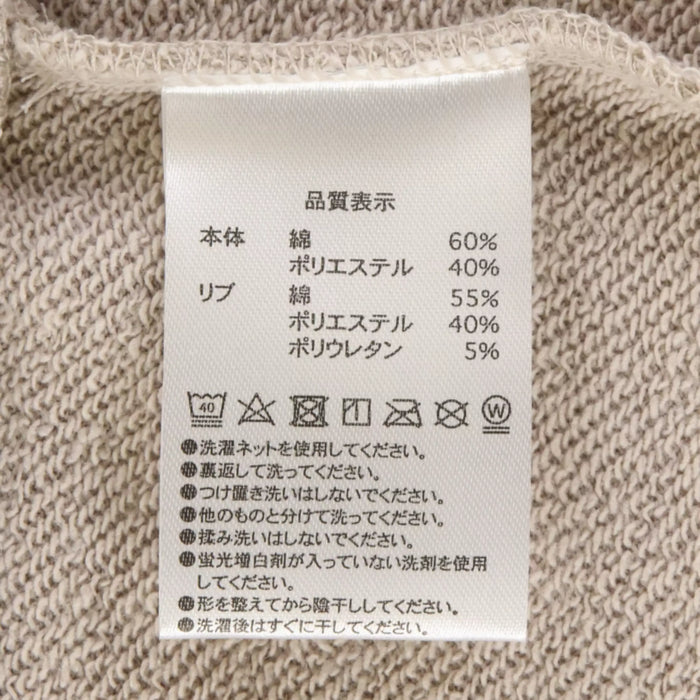 品質表示
本体 綿 60%
ポリエステル 40%
リブ 綿 55%
ポリエステル 40%
ポリウレタン 5%
40 W
洗濯ネットを使用してください。
裏返して洗ってください。
つけ置き洗いはしないでください。
他のものと分けて洗ってください。
揉み洗いはしないでください。
蛍光増白剤が入っていない洗剤を使用
してください。
形を整えてから陰干ししてください。
洗濯後はすぐに干してください。